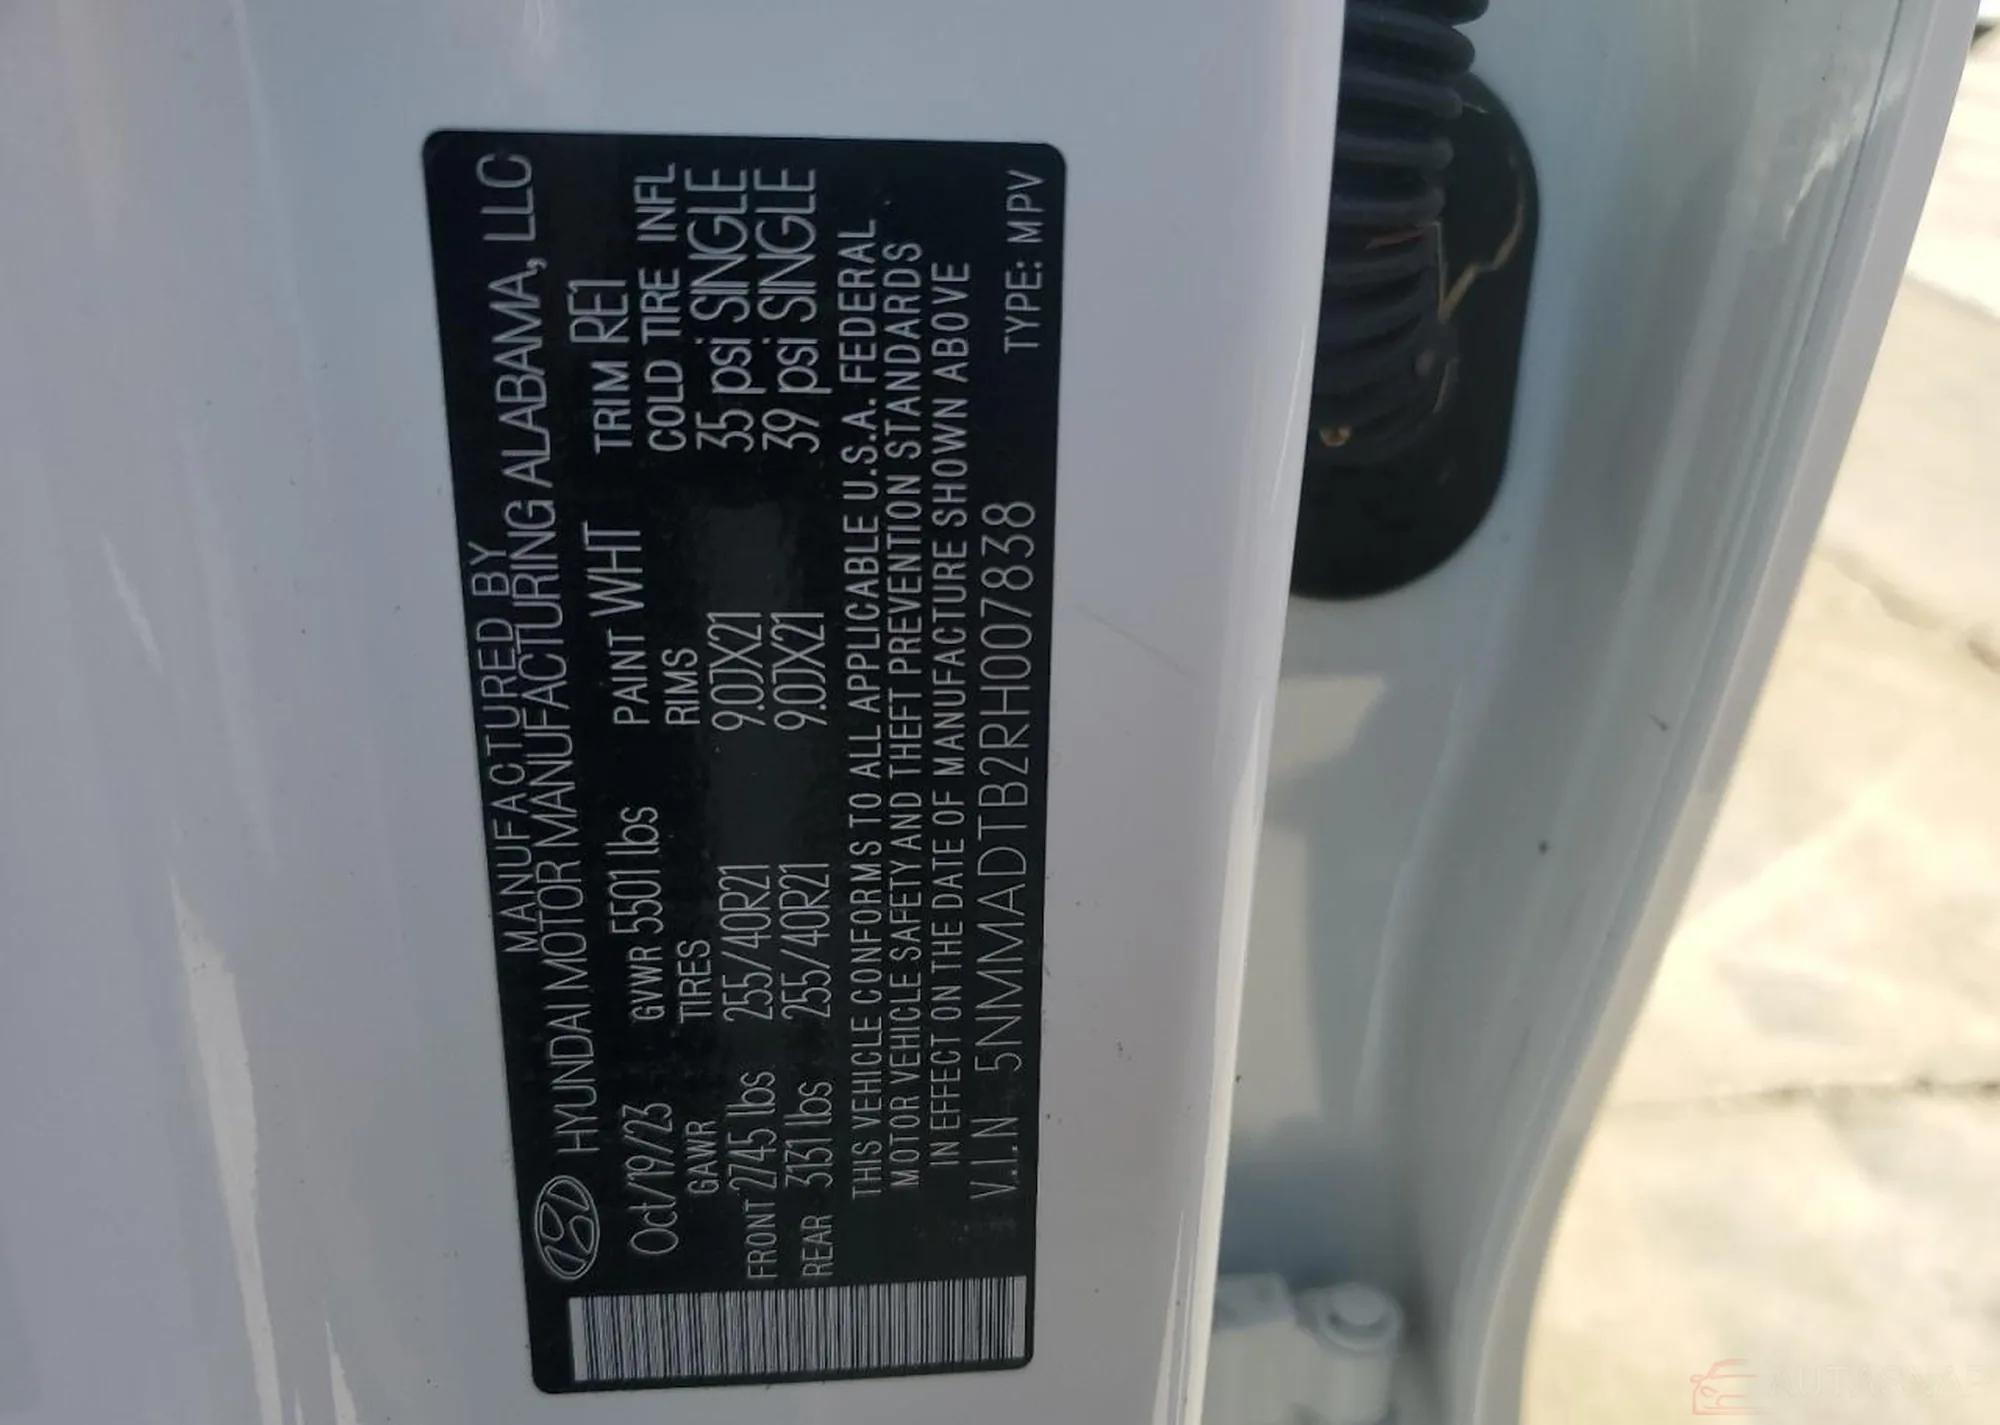 MANUFACTURED BY
HYUNDAI MOTOR MANUFACTURING ALABAMA, LLC
Oct/19/23 GVWR 5501 lbs PAINT WHT TRIM RE1
GAWR TIRES RIMS COLD TIRE INFL
FRONT 2745 lbs 255/40R21 9.0JX21 35 psi SINGLE
REAR 3131 lbs 255/40R21 9.0JX21 39 psi SINGLE
THIS VEHICLE CONFORMS TO ALL APPLICABLE U.S.A. FEDERAL
MOTOR VEHICLE SAFETY AND THEFT PREVENTION STANDARDS
IN EFFECT ON THE DATE OF MANUFACTURE SHOWN ABOVE
V.I.N 5NMMADTB2RH007838 TYPE: MPV